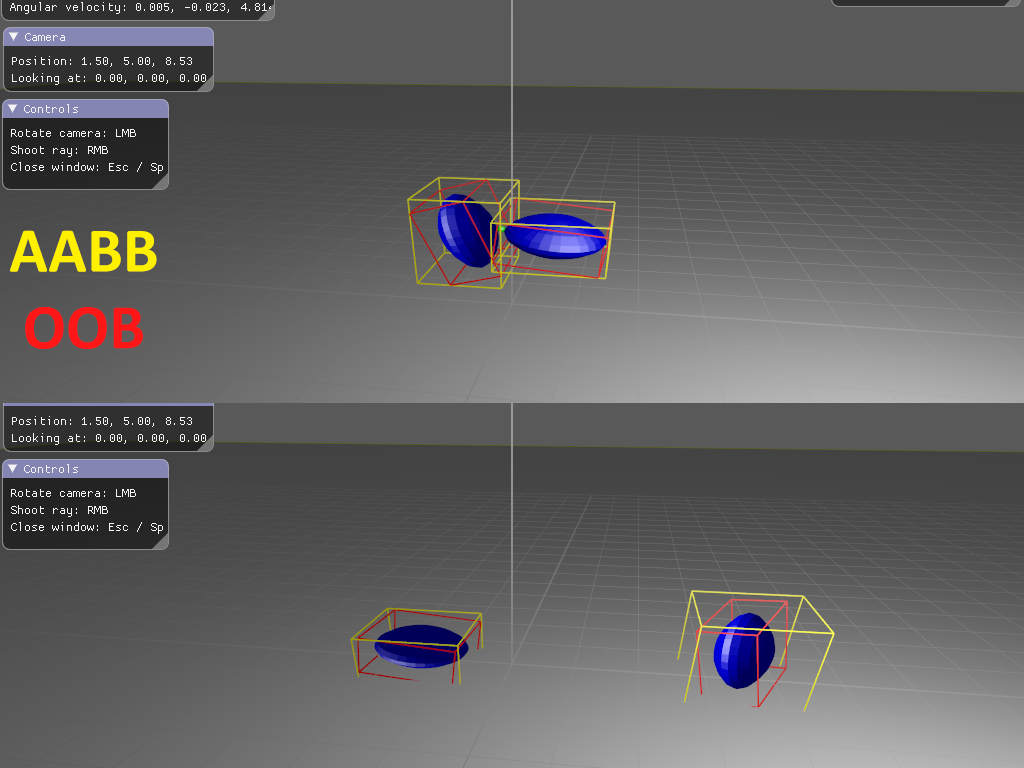 Angular velocity: 0.005, -0.023, 4.81
Camera
Position: 1.50, 5.00, 8.53
Looking at: 0.00, 0.00, 0.00
Controls
Rotate camera: LMB
Shoot ray: RMB
Close window: Esc / Sp
AABB
OOB
Position: 1.50, 5.00, 8.53
Looking at: 0.00, 0.00, 0.00
Controls
Rotate camera: LMB
Shoot ray: RMB
Close window: Esc / Sp